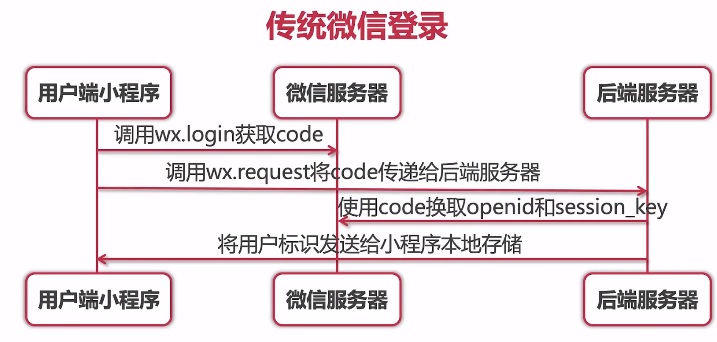 传统微信登录
用户端小程序 微信服务器 后端服务器
调用wx.login获取code
调用wx.request将code传递给后端服务器
使用code换取openid和session_key
将用户标识发送给小程序本地存储
用户端小程序 微信服务器 后端服务器